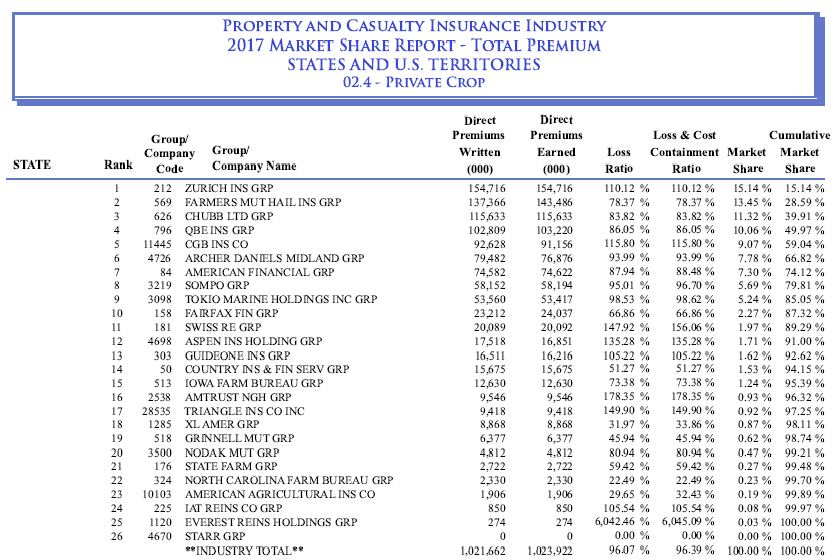 PROPERTY AND CASUALTY INSURANCE INDUSTRY
2017 MARKET SHARE REPORT - TOTAL PREMIUM
STATES AND U.S. TERRITORIES
02.4 - PRIVATE CROP
STATE Rank Group/ Company Code Group/ Company Name Direct Premiums Written (000) Direct Premiums Earned (000) Loss Ratio Loss & Cost Containment Ratio Market Share Cumulative Market Share
1 212 ZURICH INS GRP 154,716 154,716 110.12 % 110.12 % 15.14 % 15.14 %
2 569 FARMERS MUT HAIL INS GRP 137,366 143,486 78.37 % 78.37 % 13.45 % 28.59 %
3 626 CHUBB LTD GRP 115,633 115,633 83.82 % 83.82 % 11.32 % 39.91 %
4 796 QBE INS GRP 102,809 103,220 86.05 % 86.05 % 10.06 % 49.97 %
5 11445 CGB INS CO 92,628 91,156 115.80 % 115.80 % 9.07 % 59.04 %
6 4726 ARCHER DANIELS MIDLAND GRP 79,482 76,876 93.99 % 93.99 % 7.78 % 66.82 %
7 84 AMERICAN FINANCIAL GRP 74,582 74,622 87.94 % 88.48 % 7.30 % 74.12 %
8 3219 SOMPO GRP 58,152 58,194 95.01 % 96.70 % 5.69 % 79.81 %
9 3098 TOKIO MARINE HOLDINGS INC GRP 53,560 53,417 98.53 % 98.62 % 5.24 % 85.05 %
10 158 FAIRFAX FIN GRP 23,212 24,037 66.86 % 66.86 % 2.27 % 87.32 %
11 181 SWISS RE GRP 20,089 20,092 147.92 % 156.06 % 1.97 % 89.29 %
12 4698 ASPEN INS HOLDING GRP 17,518 16,851 135.28 % 135.28 % 1.71 % 91.00 %
13 303 GUIDEONE INS GRP 16,511 16,216 105.22 % 105.22 % 1.62 % 92.62 %
14 50 COUNTRY INS & FIN SERV GRP 15,675 15,675 51.27 % 51.27 % 1.53 % 94.15 %
15 513 IOWA FARM BUREAU GRP 12,630 12,630 73.38 % 73.38 % 1.24 % 95.39 %
16 2538 AMTRUST NGH GRP 9,546 9,546 178.35 % 178.35 % 0.93 % 96.32 %
17 28535 TRIANGLE INS CO INC 9,418 9,418 149.90 % 149.90 % 0.92 % 97.25 %
18 1285 XL AMER GRP 8,868 8,868 31.97 % 33.86 % 0.87 % 98.11 %
19 518 GRINNELL MUT GRP 6,377 6,377 45.94 % 45.94 % 0.62 % 98.74 %
20 3500 NODAK MUT GRP 4,812 4,812 80.94 % 80.94 % 0.47 % 99.21 %
21 176 STATE FARM GRP 2,722 2,722 59.42 % 59.42 % 0.27 % 99.48 %
22 324 NORTH CAROLINA FARM BUREAU GRP 2,330 2,330 22.49 % 22.49 % 0.23 % 99.70 %
23 10103 AMERICAN AGRICULTURAL INS CO 1,906 1,906 29.65 % 32.43 % 0.19 % 99.89 %
24 225 IAT REINS CO GRP 850 850 105.54 % 105.54 % 0.08 % 99.97 %
25 1120 EVEREST REINS HOLDINGS GRP 274 274 6,042.46 % 6,045.09 % 0.03 % 100.00 %
26 4670 STARR GRP 0 0 0.00 % 0.00 % 0.00 % 100.00 %
**INDUSTRY TOTAL** 1,021,662 1,023,922 96.07 % 96.39 % 100.00 % 100.00 %